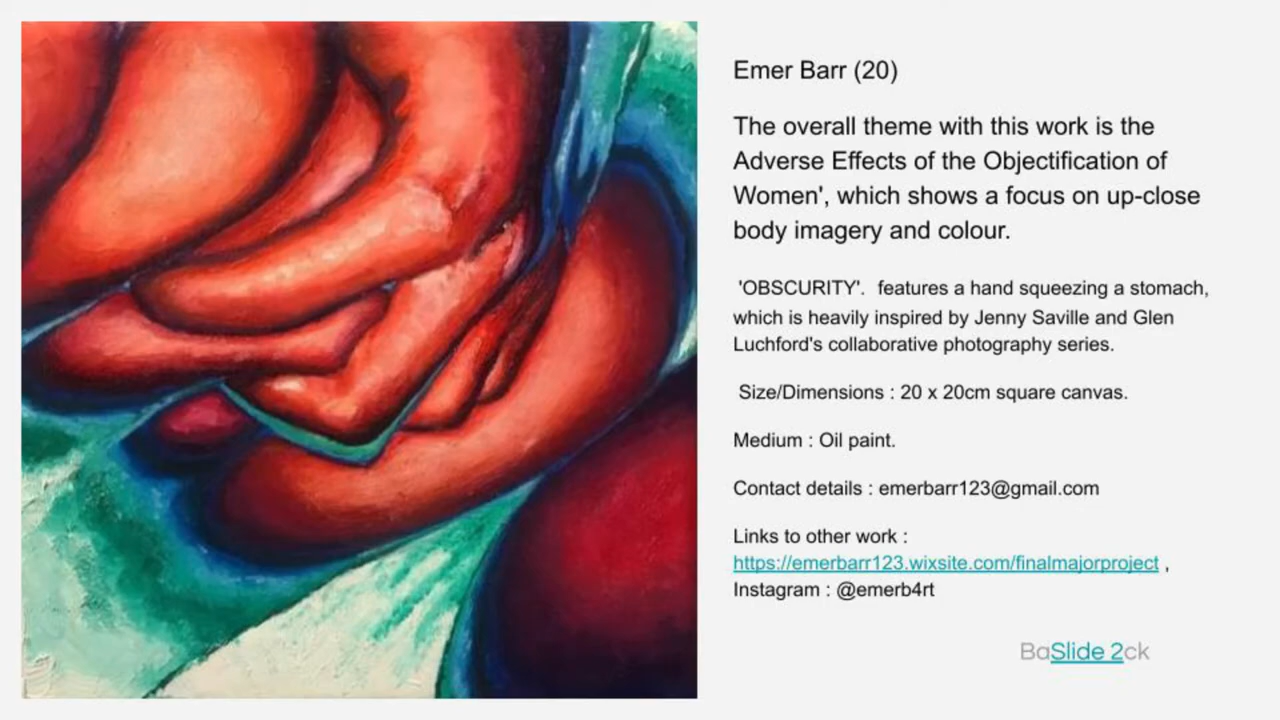 Emer Barr (20)
The overall theme with this work is the
Adverse Effects of the Objectification of
Women', which shows a focus on up-close
body imagery and colour.
'OBSCURITY'. features a hand squeezing a stomach,
which is heavily inspired by Jenny Saville and Glen
Luchford's collaborative photography series.
Size/Dimensions : 20 x 20cm square canvas.
Medium : Oil paint.
Contact details : emerbarr123@gmail.com
Links to other work :
https://emerbarr123.wixsite.com/finalmajorproject ,
Instagram : @emerb4rt
BaSlide 2ck